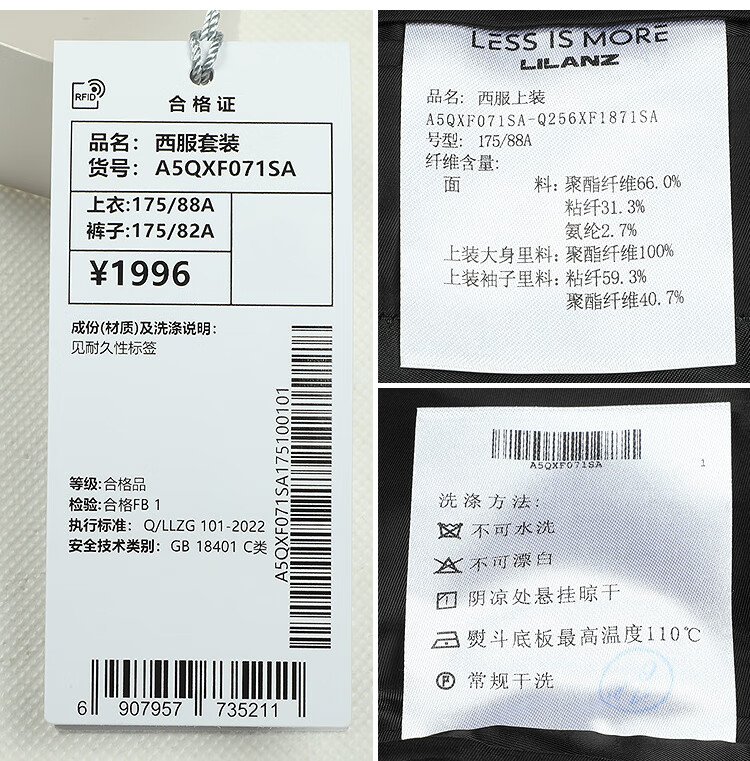 RFID
合格证
品名：西服套装
货号：A5QXF071SA
上衣:175/88A
裤子:175/82A
¥1996
成份(材质)及洗涤说明：
见耐久性标签
A5QXF071SA175100101
等级:合格品
检验:合格FB 1
执行标准： Q/LLZG 101-2022
安全技术类别： GB 18401 C类
6 907957 735211
LESS IS MORE
LILANZ
品名: 西服上装
A5QXF071SA-Q256XF1871SA
号型: 175/88A
纤维含量:
面 料: 聚酯纤维66.0%
粘纤31.3%
氨纶2.7%
上装大身里料: 聚酯纤维100%
上装袖子里料: 粘纤59.3%
聚酯纤维40.7%
A5QXF071SA
1
洗涤方法:
不可水洗
不可漂白
阴凉处悬挂晾干
熨斗底板最高温度110℃
P 常规干洗